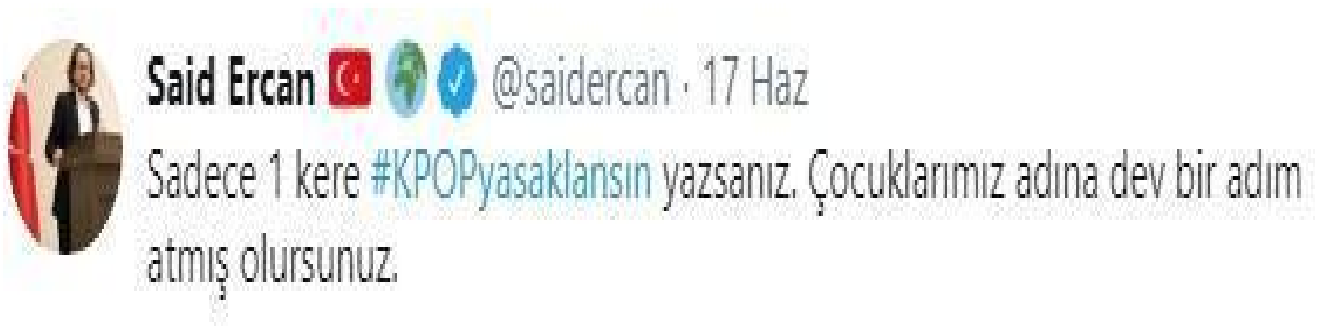 Said Ercan 🇹🇷 🌍 @saidercan · 17 Haz
Sadece 1 kere #KPOPyasaklansın yazsanız. Çocuklarımız adına dev bir adım
atmış olursunuz.